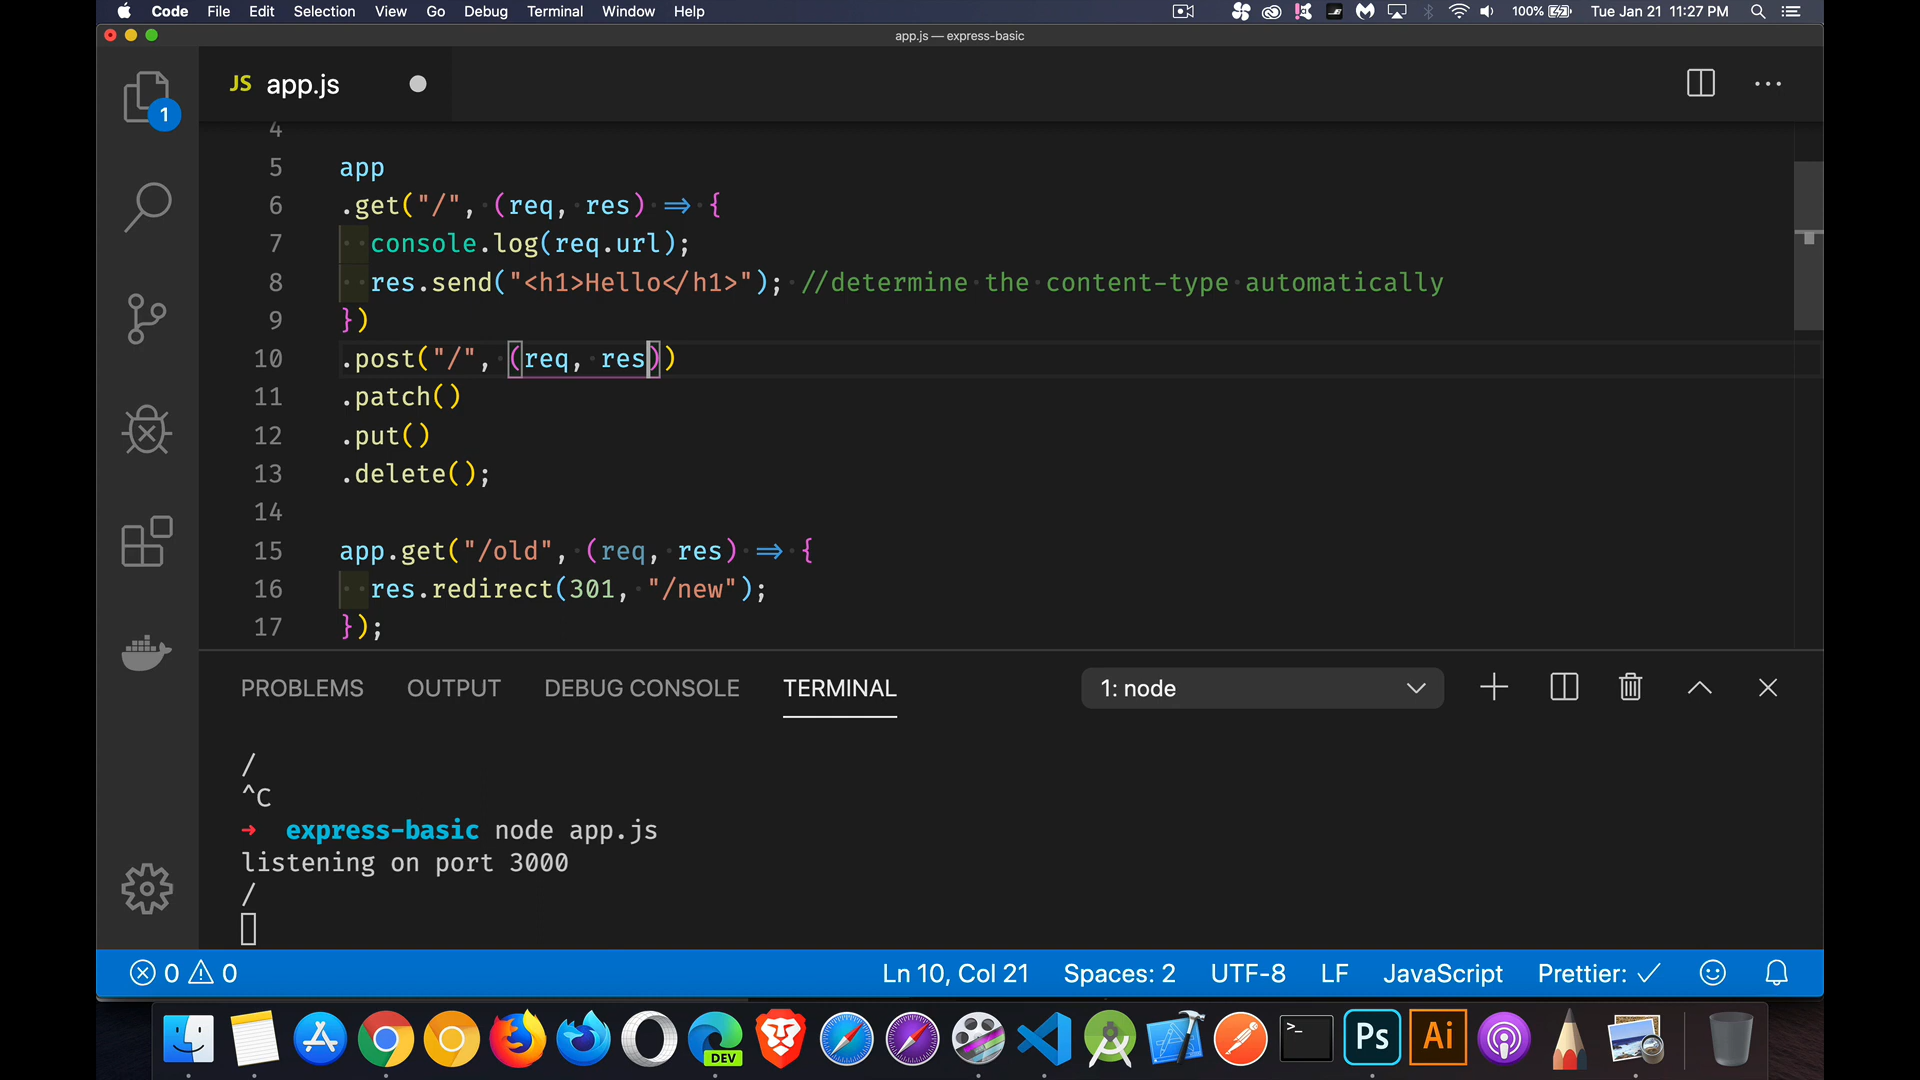 Code File Edit Selection View Go Debug Terminal Window Help 100% Tue Jan 21 11:27 PM
app.js — express-basic
1
JS app.js
4
5 app
6 .get("/", (req, res) => {
7 console.log(req.url);
8 res.send("<h1>Hello</h1>"); //determine the content-type automatically
9 })
10 .post("/", (req, res))
11 .patch()
12 .put()
13 .delete();
14
15 app.get("/old", (req, res) => {
16 res.redirect(301, "/new");
17 });
PROBLEMS OUTPUT DEBUG CONSOLE TERMINAL 1: node
/
^C
➜ express-basic node app.js
listening on port 3000
/
0 0 Ln 10, Col 21 Spaces: 2 UTF-8 LF JavaScript Prettier: ✓
DEV >_ Ps Ai